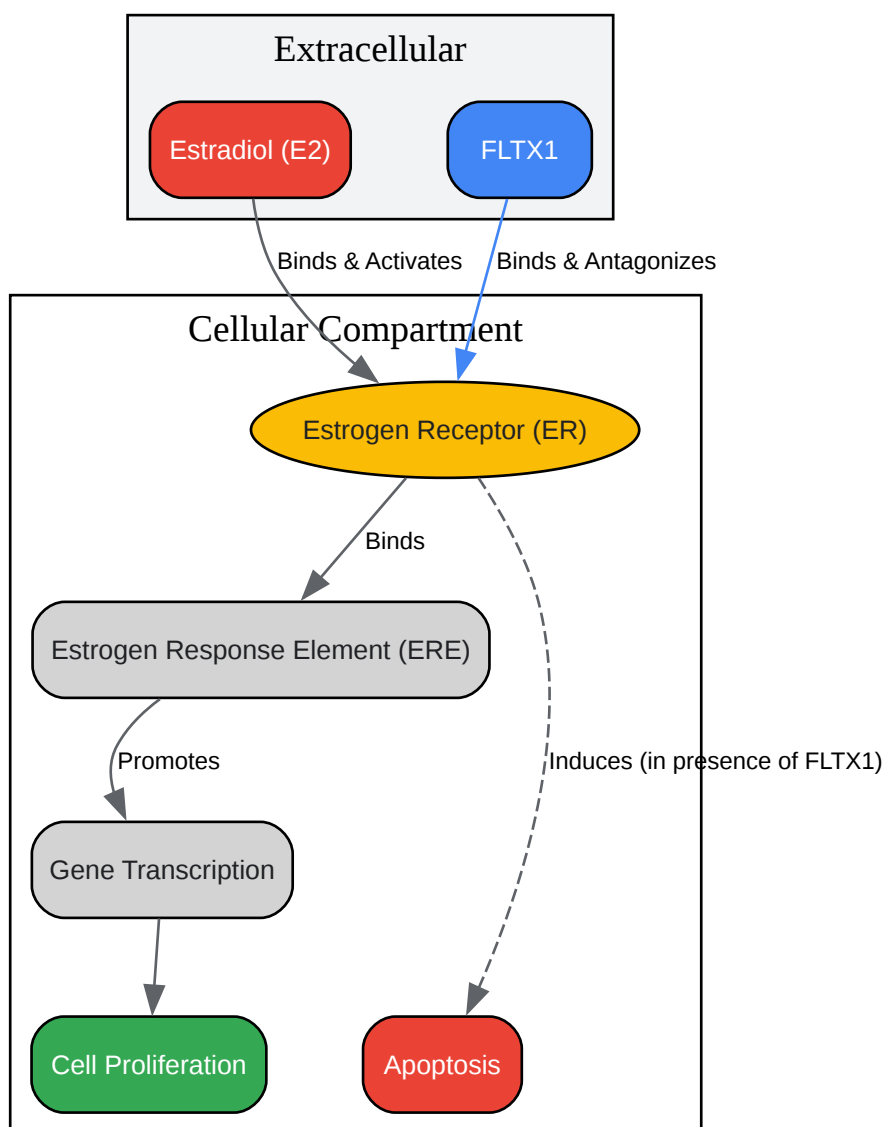 Extracellular
Estradiol (E2)
FLTX1
Binds & Activates
Binds & Antagonizes
Cellular Compartment
Estrogen Receptor (ER)
Binds
Estrogen Response Element (ERE)
Promotes
Induces (in presence of FLTX1)
Gene Transcription
Cell Proliferation
Apoptosis